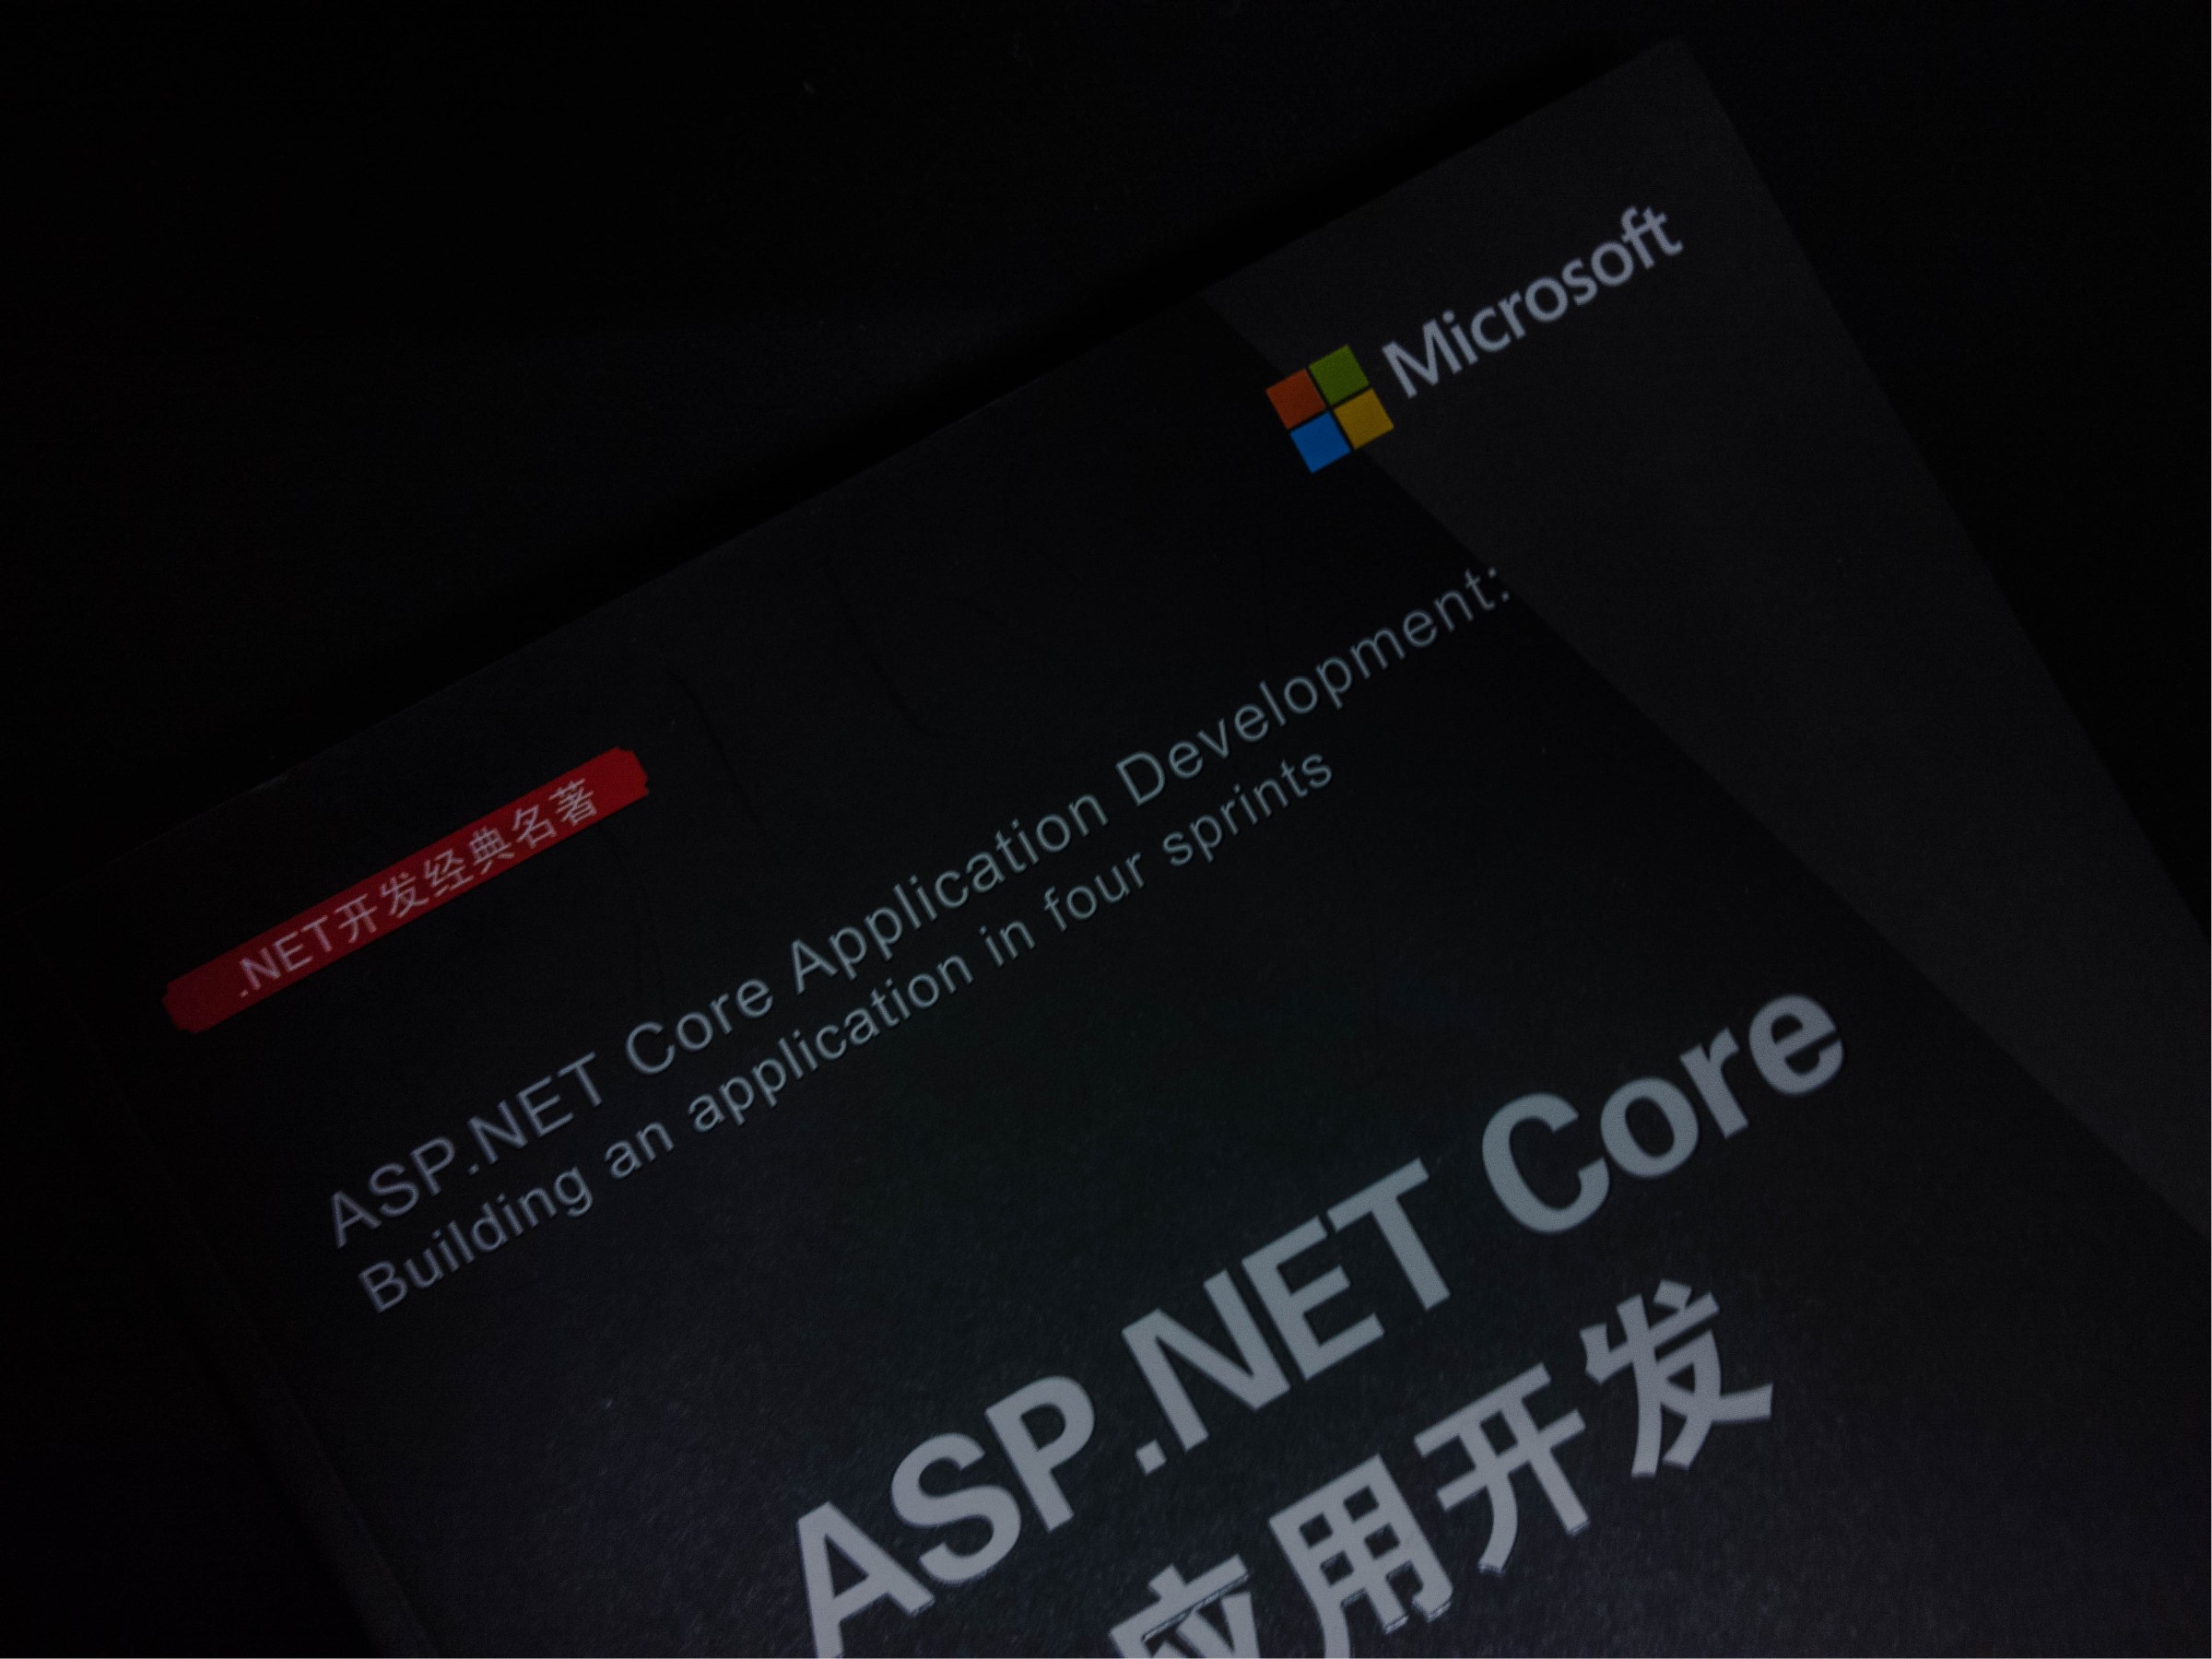 Microsoft
.NET开发经典名著
ASP.NET Core Application Development:
Building an application in four sprints
ASP.NET Core
应用开发